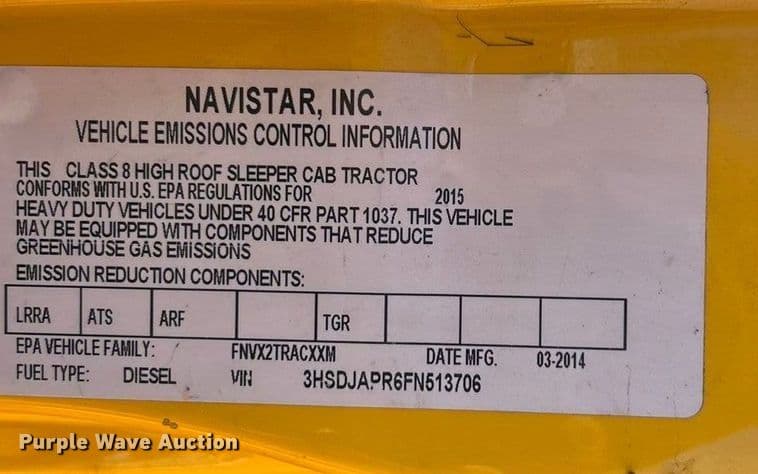 NAVISTAR, INC.
VEHICLE EMISSIONS CONTROL INFORMATION
THIS CLASS 8 HIGH ROOF SLEEPER CAB TRACTOR
CONFORMS WITH U.S. EPA REGULATIONS FOR 2015
HEAVY DUTY VEHICLES UNDER 40 CFR PART 1037. THIS VEHICLE
MAY BE EQUIPPED WITH COMPONENTS THAT REDUCE
GREENHOUSE GAS EMISSIONS
EMISSION REDUCTION COMPONENTS:
LRRA ATS ARF TGR
EPA VEHICLE FAMILY: FNVX2TRACXXM DATE MFG. 03-2014
FUEL TYPE: DIESEL VIN 3HSDJAPR6FN513706
Purple Wave Auction